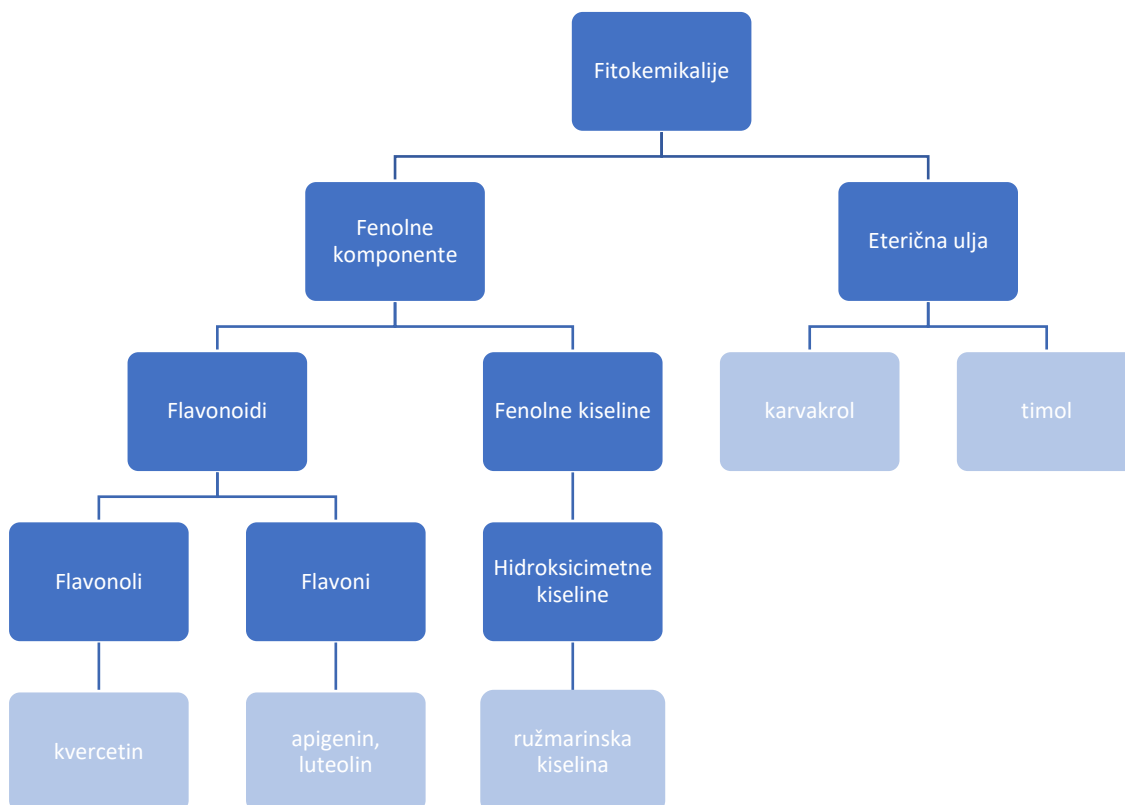 Fitokemikalije
Fenolne
komponente
Eterična ulja
Flavonoidi
Fenolne kiseline
karvakrol
timol
Flavonoli
Flavoni
Hidroksicimetne
kiseline
kvercetin
apigenin,
luteolin
ružmarinska
kiselina